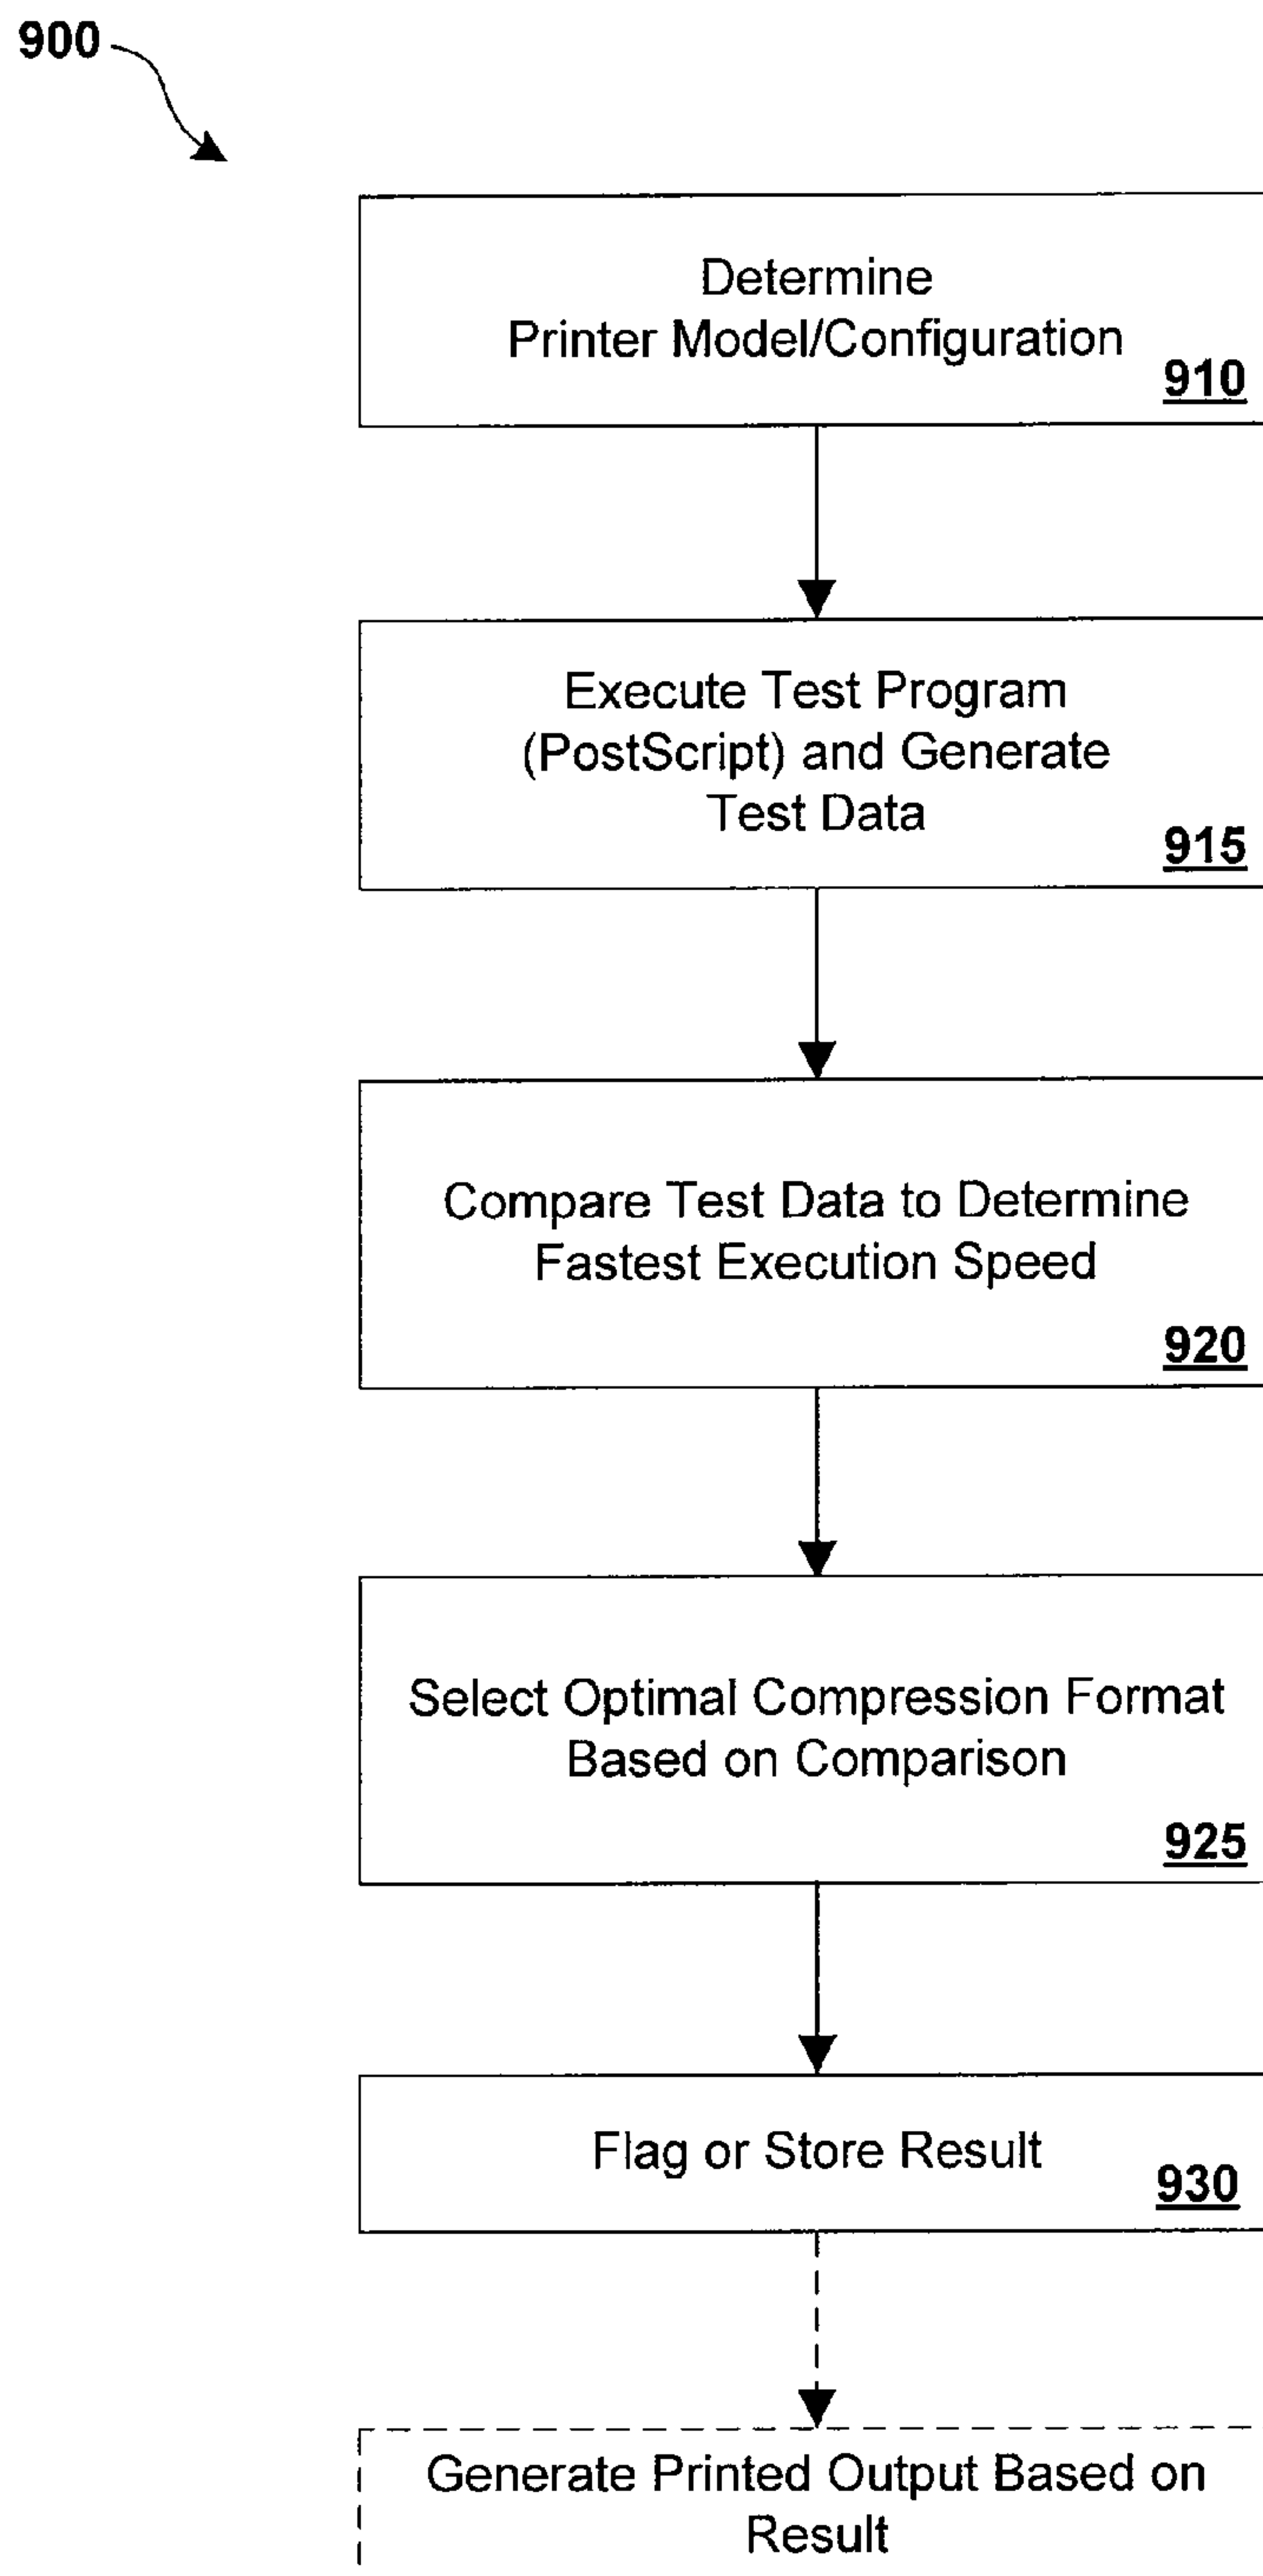 900
Determine
Printer Model/Configuration
910
Execute Test Program
(PostScript) and Generate
Test Data
915
Compare Test Data to Determine
Fastest Execution Speed
920
Select Optimal Compression Format
Based on Comparison
925
Flag or Store Result
930
Generate Printed Output Based on
Result